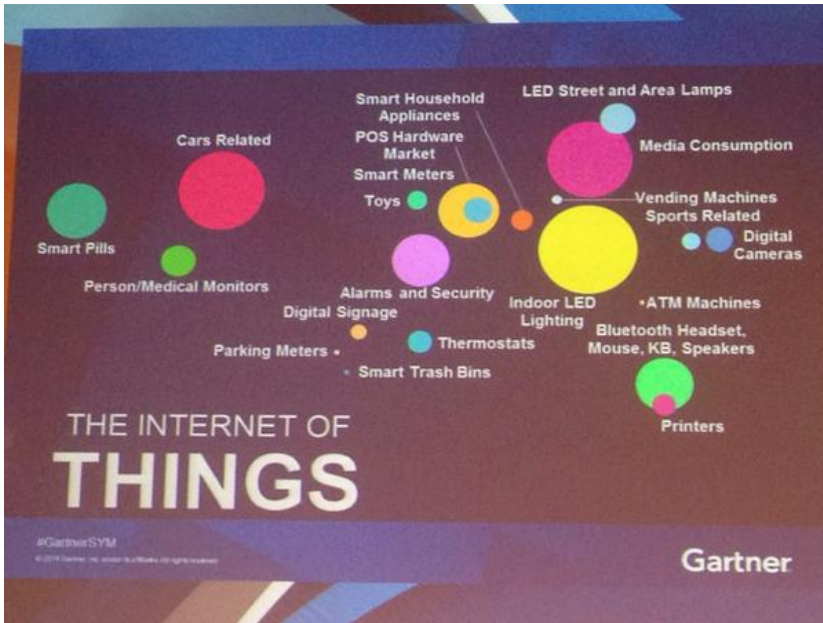 Smart Household
Appliances
LED Street and Area Lamps
Cars Related
POS Hardware
Market
Media Consumption
Smart Meters
Toys
Vending Machines
Sports Related
Digital
Cameras
Smart Pills
Person/Medical Monitors
Alarms and Security
Indoor LED
Lighting
ATM Machines
Digital Signage
Bluetooth Headset,
Mouse, KB, Speakers
Parking Meters
Thermostats
Smart Trash Bins
Printers
THE INTERNET OF
THINGS
#GartnerSYM
Gartner